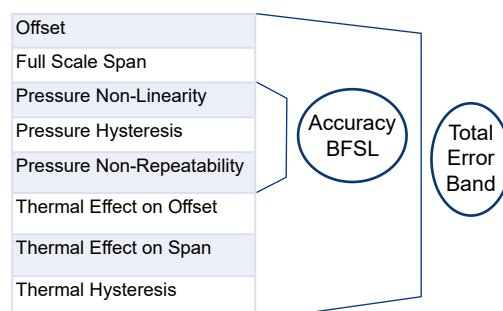 Offset
Full Scale Span
Pressure Non-Linearity
Pressure Hysteresis
Pressure Non-Repeatability
Thermal Effect on Offset
Thermal Effect on Span
Thermal Hysteresis
Accuracy
BFSL
Total
Error
Band